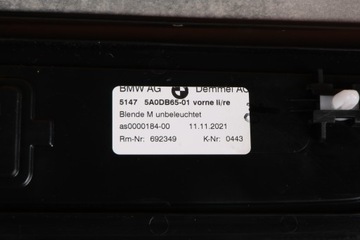 BMW AG Demmel AG
5147 5A0DB65-01 vorne li/re
Blende M unbeleuchtet
as0000184-00 11.11.2021
Rm-Nr: 692349 K-Nr: 0443